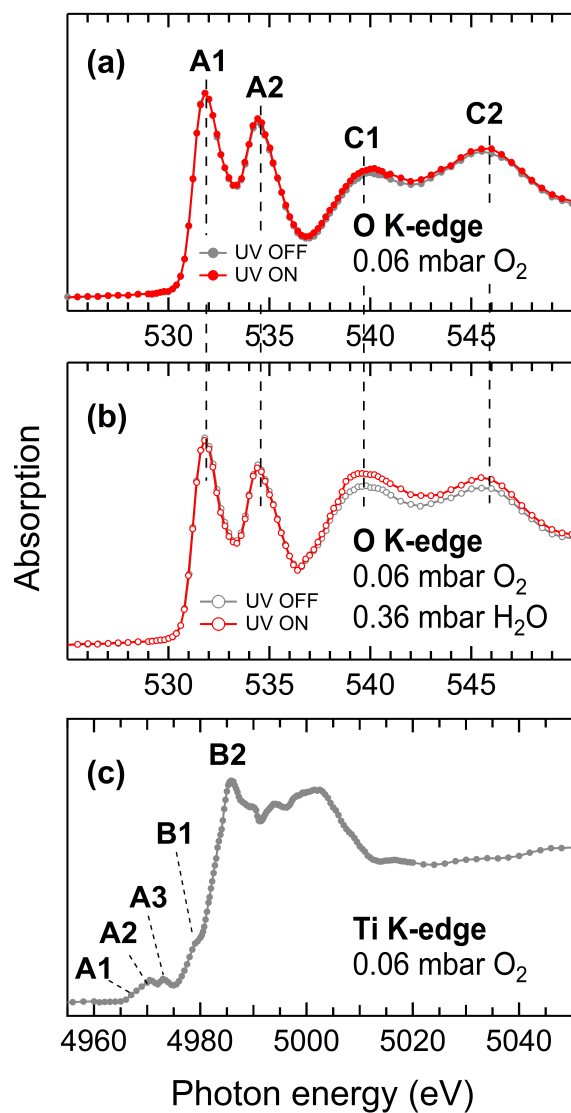 (a)
A1
A2
C1
C2
UV OFF
UV ON
O K-edge
0.06 mbar O₂
530 535 540 545
(b)
UV OFF
UV ON
O K-edge
0.06 mbar O₂
0.36 mbar H₂O
530 535 540 545
Absorption
(c)
B2
B1
A3
A2
A1
Ti K-edge
0.06 mbar O₂
4960 4980 5000 5020 5040
Photon energy (eV)